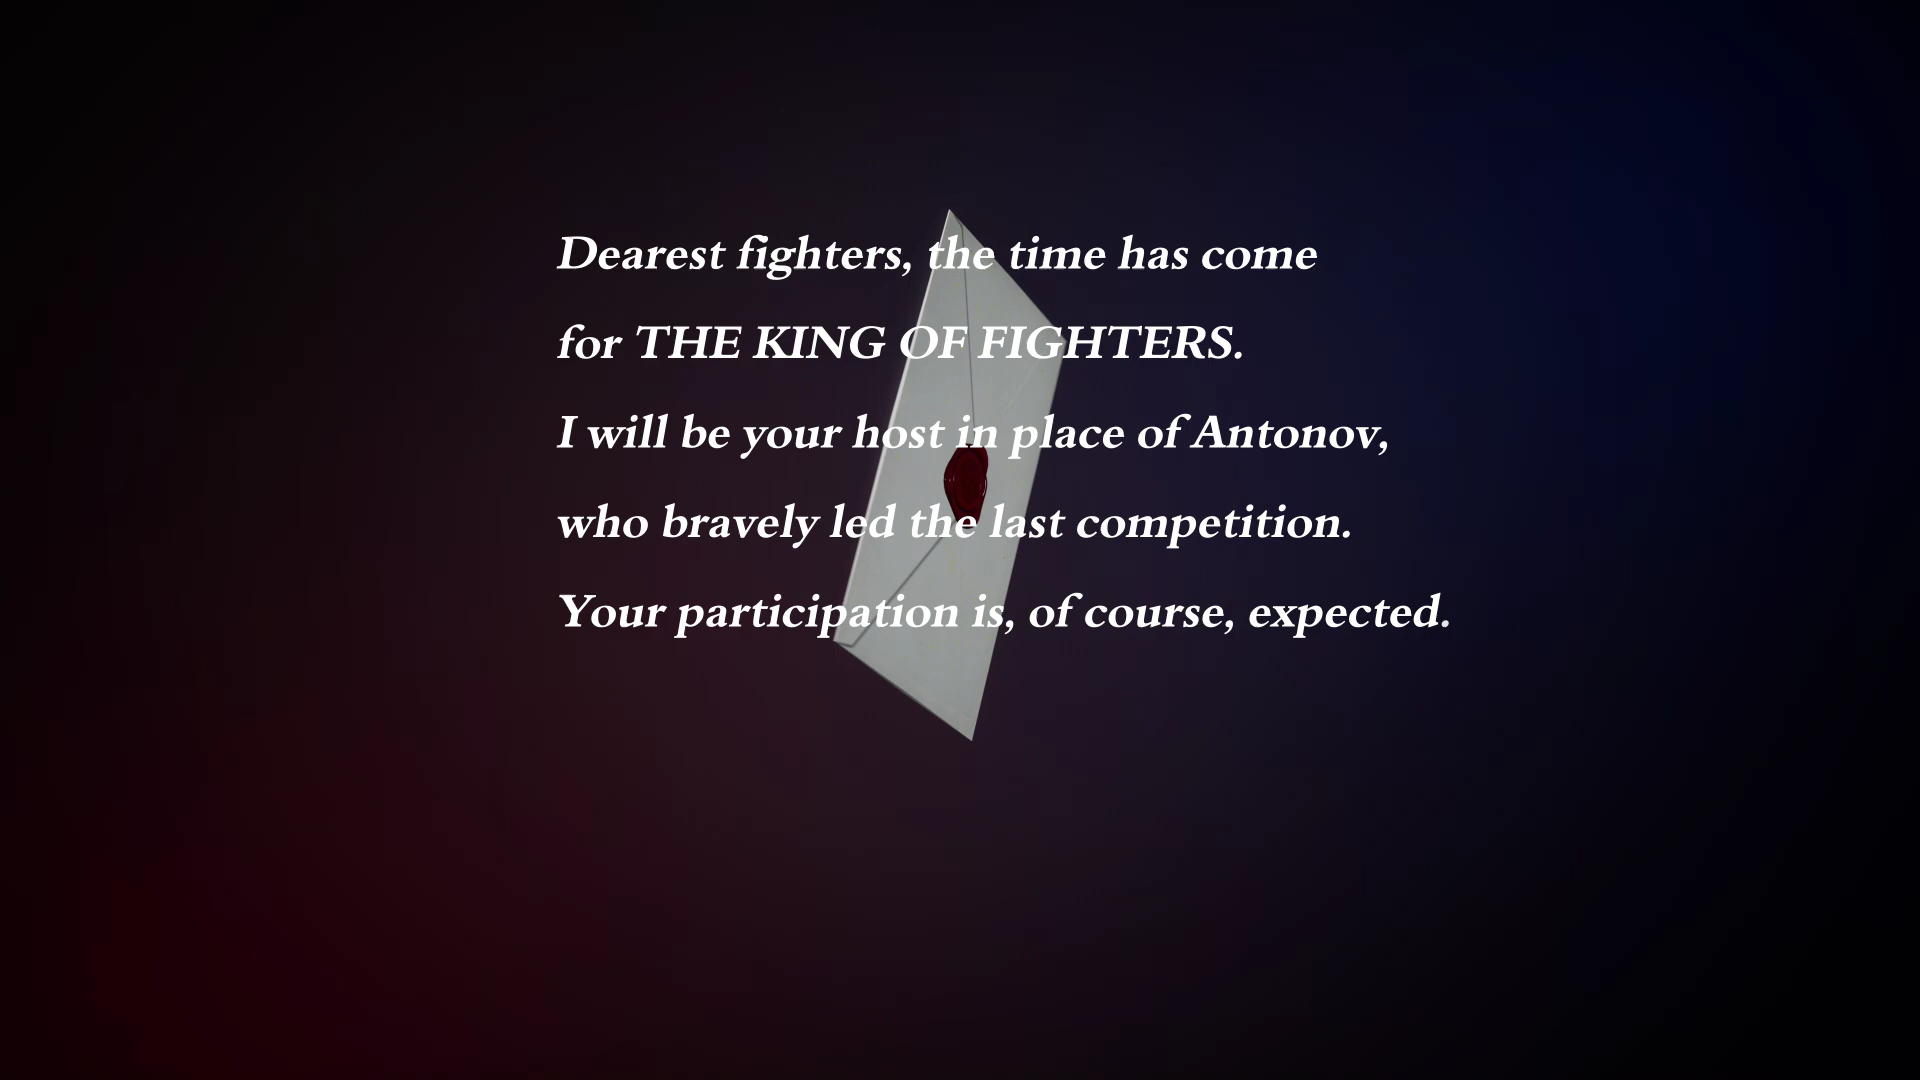 Dearest fighters, the time has come
for THE KING OF FIGHTERS.
I will be your host in place of Antonov,
who bravely led the last competition.
Your participation is, of course, expected.